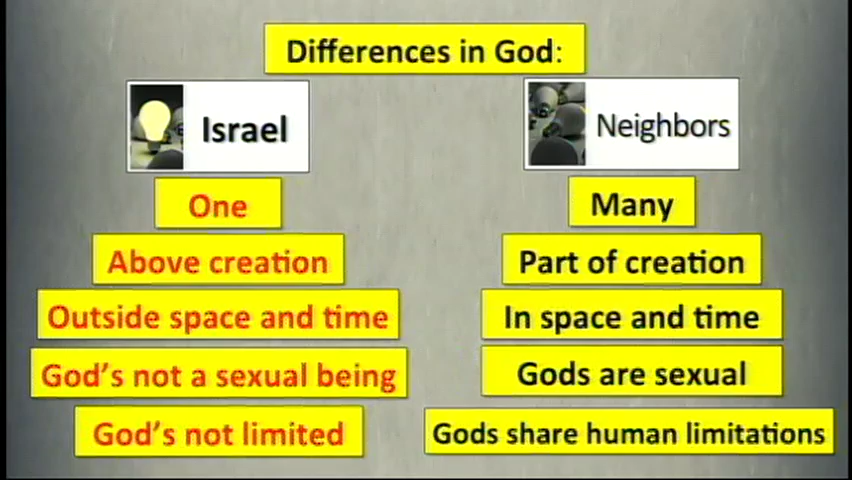 Differences in God:
Israel
Neighbors
One
Many
Above creation
Part of creation
Outside space and time
In space and time
God's not a sexual being
Gods are sexual
God's not limited
Gods share human limitations